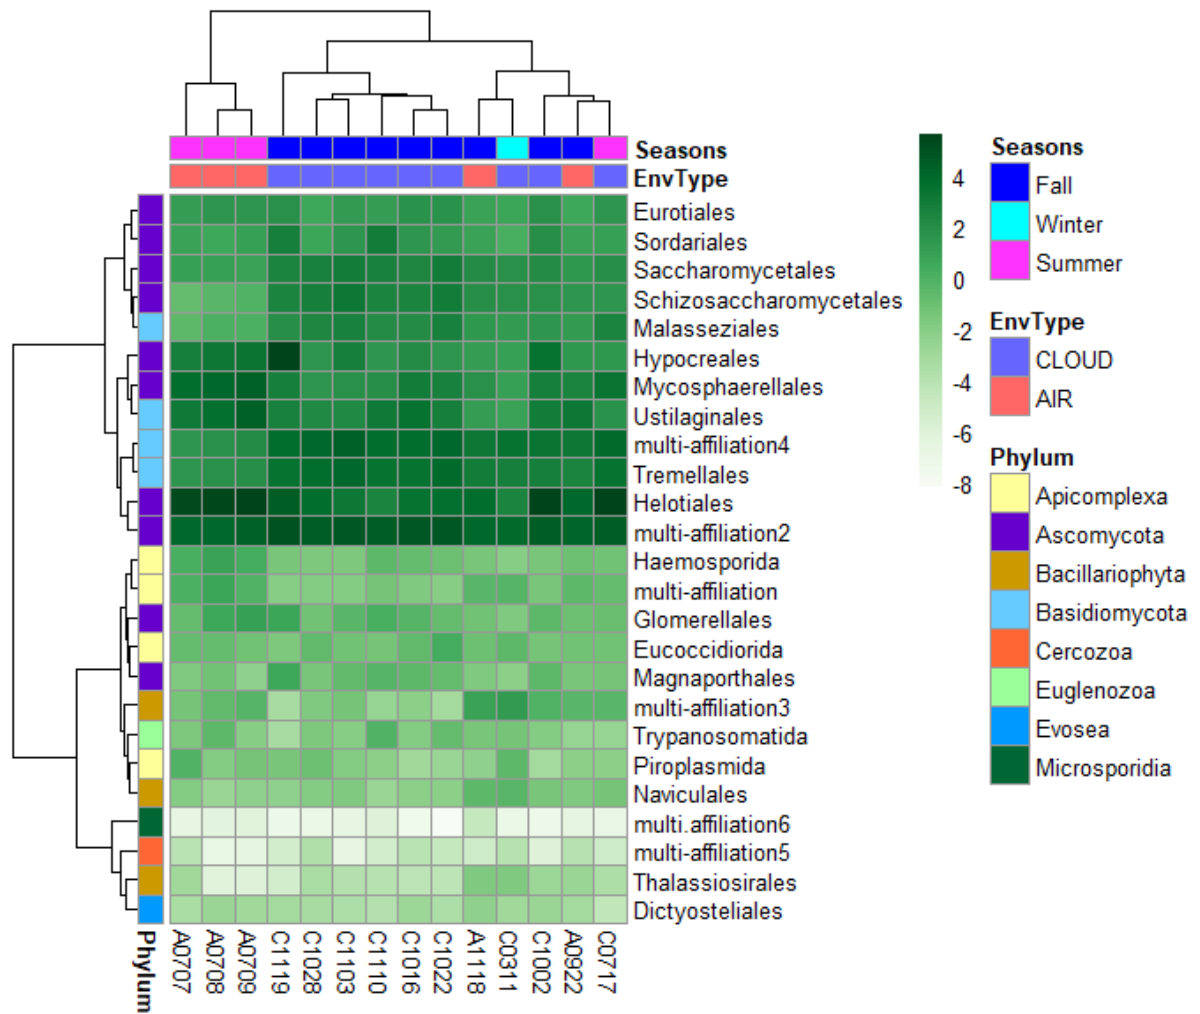 Seasons
EnvType
Eurotiales
Sordariales
Saccharomycetales
Schizosaccharomycetales
Malasseziales
Hypocreales
Mycosphaerellales
Ustilaginales
multi-affiliation4
Tremellales
Helotiales
multi-affiliation2
Haemosporida
multi-affiliation
Glomerellales
Eucoccidiorida
Magnaporthales
multi-affiliation3
Trypanosomatida
Piroplasmida
Naviculales
multi.affiliation6
multi-affiliation5
Thalassiosirales
Dictyosteliales
Phylum
A0707
A0708
A0709
C1119
C1028
C1103
C1110
C1016
C1022
A1118
C0311
C1002
A0922
C0717
4
2
0
-2
-4
-6
-8
Seasons
Fall
Winter
Summer
EnvType
CLOUD
AIR
Phylum
Apicomplexa
Ascomycota
Bacillariophyta
Basidiomycota
Cercozoa
Euglenozoa
Evosea
Microsporidia